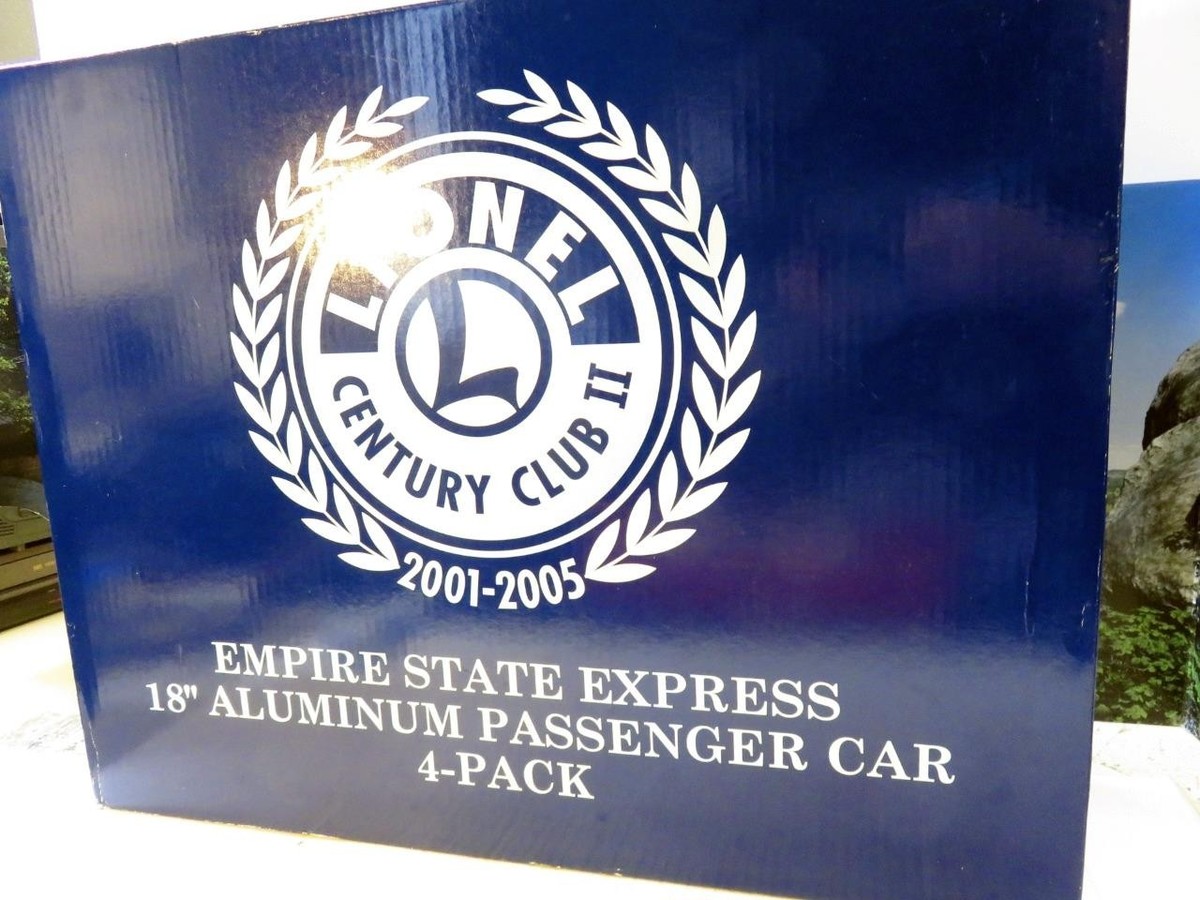 LIONEL
CENTURY CLUB II
2001-2005
EMPIRE STATE EXPRESS
18" ALUMINUM PASSENGER CAR
4-PACK